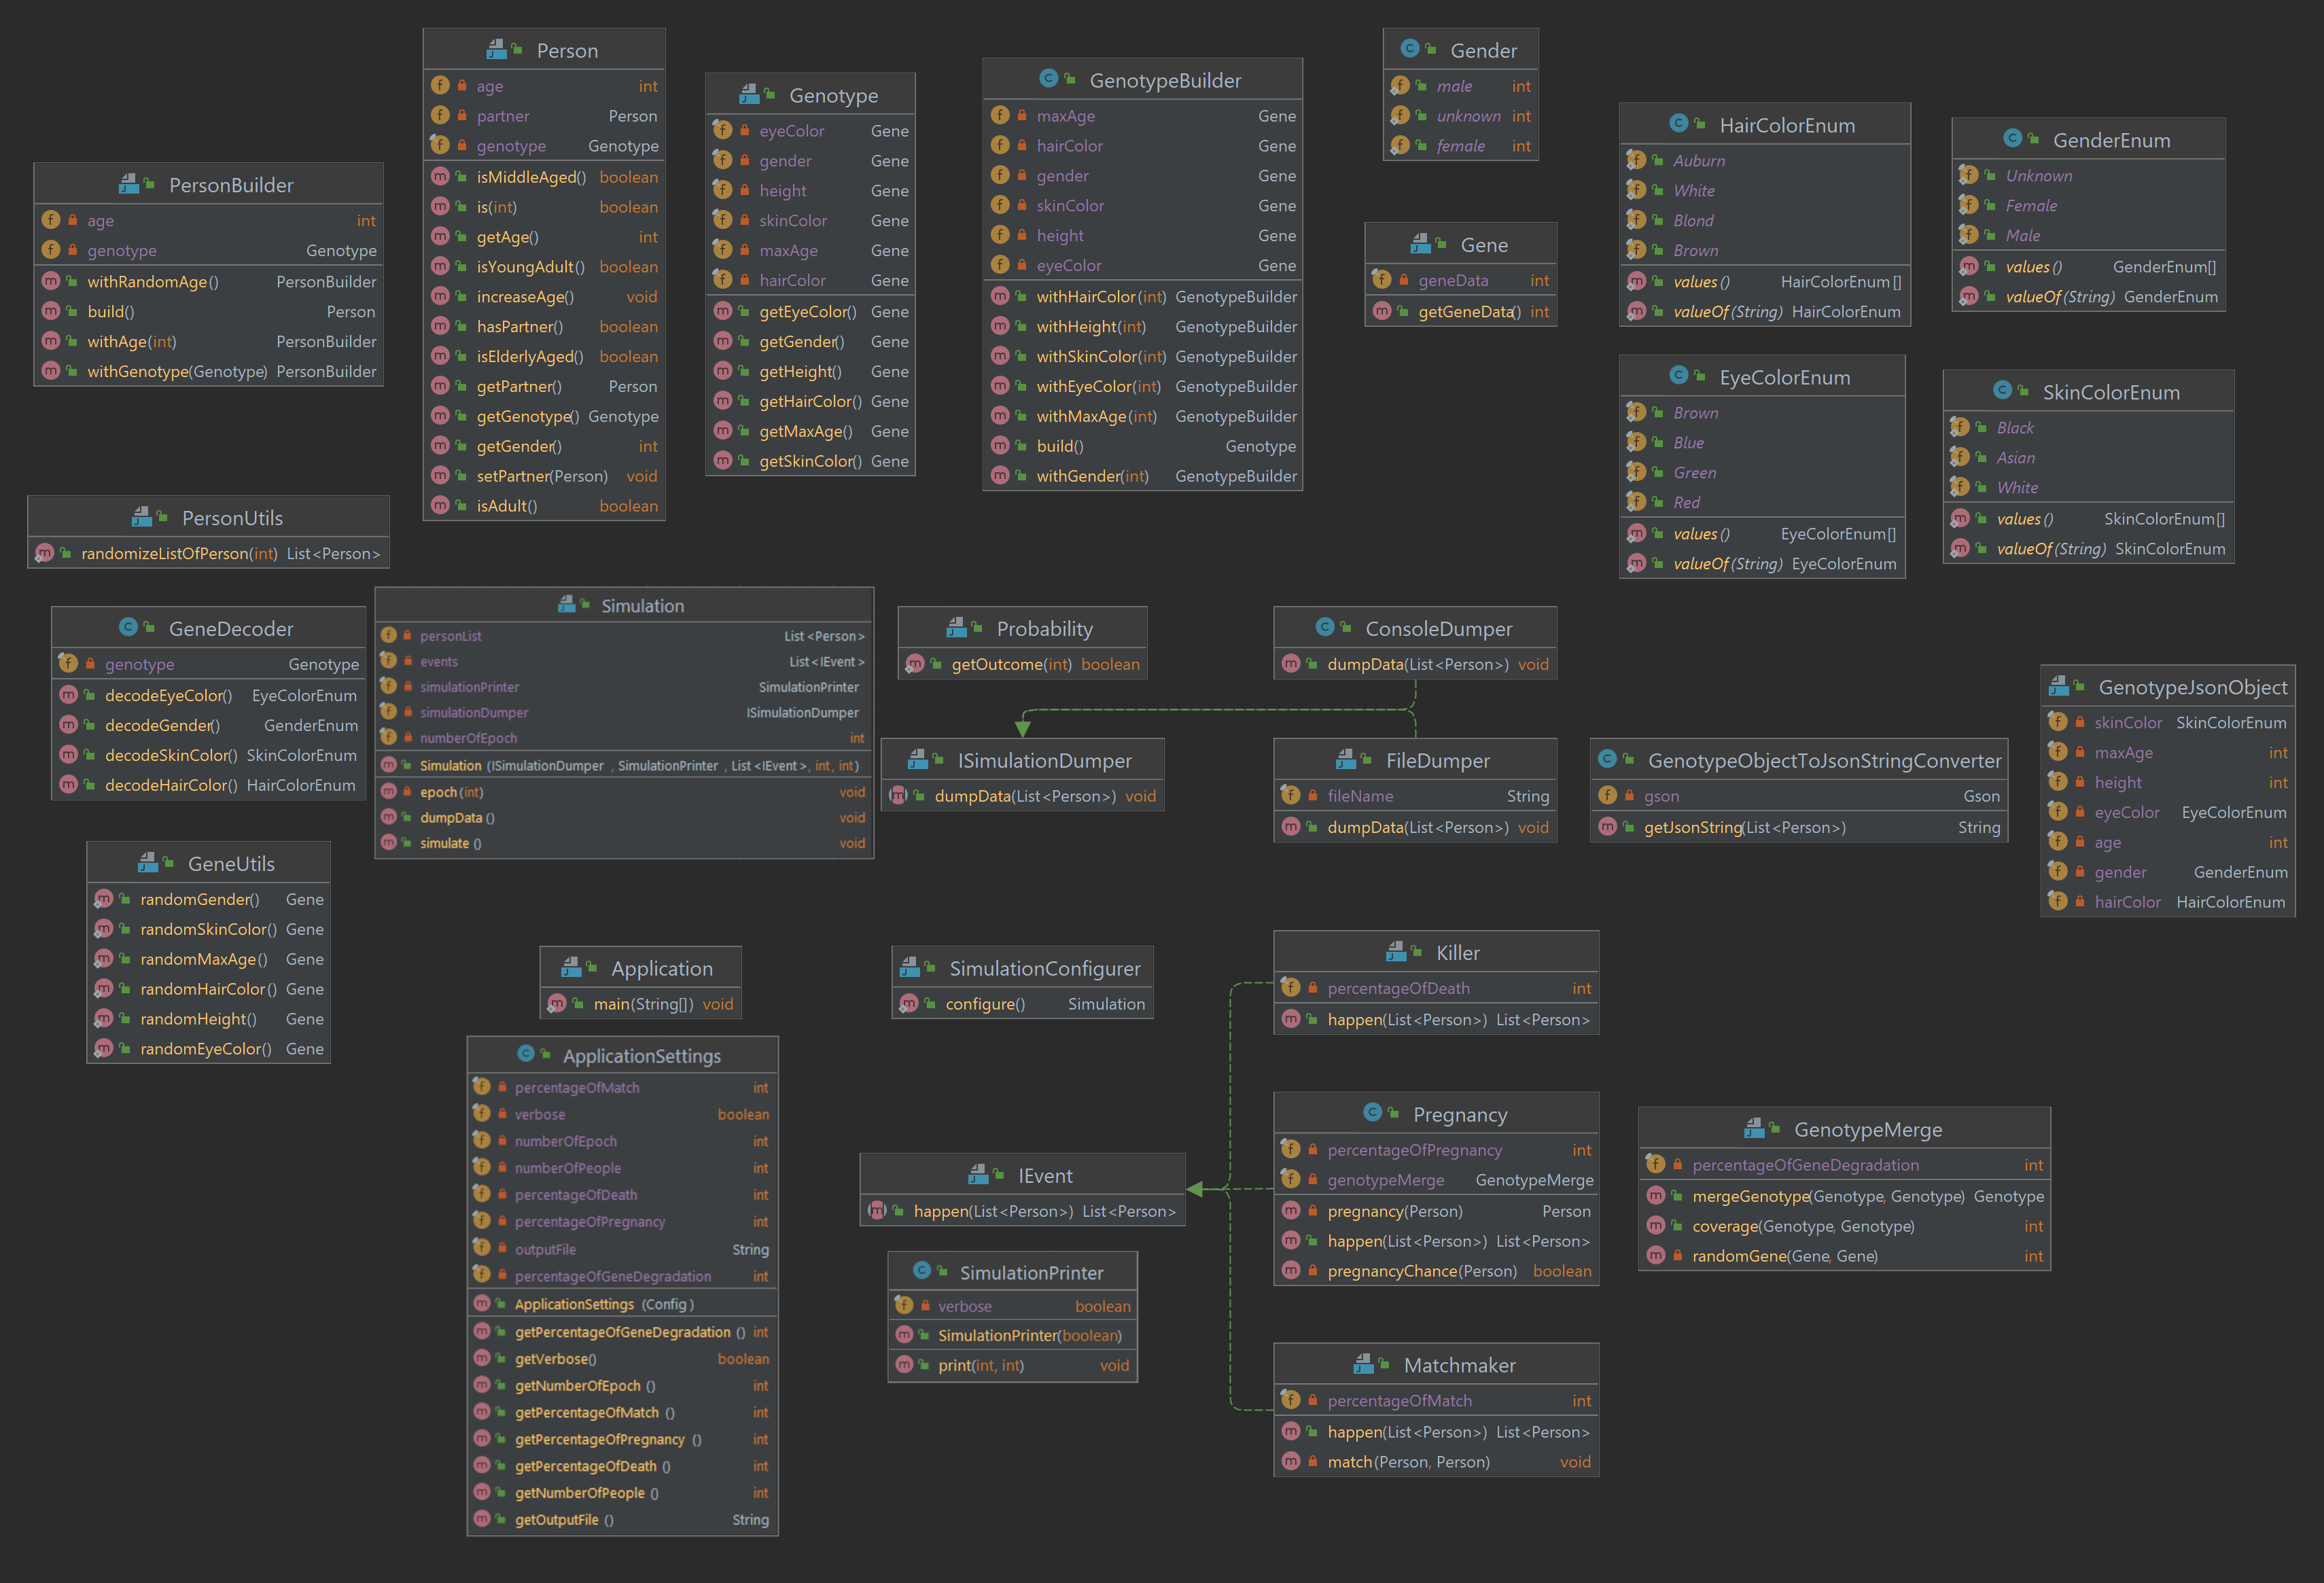 Person
age int
partner Person
genotype Genotype
isMiddleAged() boolean
is(int) boolean
getAge() int
isYoungAdult() boolean
increaseAge() void
hasPartner() boolean
isElderlyAged() boolean
getPartner() Person
getGenotype() Genotype
getGender() int
setPartner(Person) void
isAdult() boolean
Genotype
eyeColor Gene
gender Gene
height Gene
skinColor Gene
maxAge Gene
hairColor Gene
getEyeColor() Gene
getGender() Gene
getHeight() Gene
getHairColor() Gene
getMaxAge() Gene
getSkinColor() Gene
GenotypeBuilder
maxAge Gene
hairColor Gene
gender Gene
skinColor Gene
height Gene
eyeColor Gene
withHairColor(int) GenotypeBuilder
withHeight(int) GenotypeBuilder
withSkinColor(int) GenotypeBuilder
withEyeColor(int) GenotypeBuilder
withMaxAge(int) GenotypeBuilder
build() Genotype
withGender(int) GenotypeBuilder
Gender
male int
unknown int
female int
Gene
geneData int
getGeneData() int
HairColorEnum
Auburn
White
Blond
Brown
values() HairColorEnum[]
valueOf(String) HairColorEnum
GenderEnum
Unknown
Female
Male
values() GenderEnum[]
valueOf(String) GenderEnum
EyeColorEnum
Brown
Blue
Green
Red
values() EyeColorEnum[]
valueOf(String) EyeColorEnum
SkinColorEnum
Black
Asian
White
values() SkinColorEnum[]
valueOf(String) SkinColorEnum
PersonBuilder
age int
genotype Genotype
withRandomAge() PersonBuilder
build() Person
withAge(int) PersonBuilder
withGenotype(Genotype) PersonBuilder
PersonUtils
randomizeListOfPerson(int) List<Person>
GeneDecoder
genotype Genotype
decodeEyeColor() EyeColorEnum
decodeGender() GenderEnum
decodeSkinColor() SkinColorEnum
decodeHairColor() HairColorEnum
Simulation
personList List<Person>
events List<IEvent>
simulationPrinter SimulationPrinter
simulationDumper ISimulationDumper
numberOfEpoch int
Simulation (ISimulationDumper , SimulationPrinter , List<IEvent>, int, int)
epoch(int) void
dumpData() void
simulate() void
Probability
getOutcome(int) boolean
ConsoleDumper
dumpData(List<Person>) void
ISimulationDumper
dumpData(List<Person>) void
FileDumper
fileName String
dumpData(List<Person>) void
GenotypeObjectToJsonStringConverter
gson Gson
getJsonString(List<Person>) String
GenotypeJsonObject
skinColor SkinColorEnum
maxAge int
height int
eyeColor EyeColorEnum
age int
gender GenderEnum
hairColor HairColorEnum
GeneUtils
randomGender() Gene
randomSkinColor() Gene
randomMaxAge() Gene
randomHairColor() Gene
randomHeight() Gene
randomEyeColor() Gene
Application
main(String[]) void
SimulationConfigurer
configure() Simulation
ApplicationSettings
percentageOfMatch int
verbose boolean
numberOfEpoch int
numberOfPeople int
percentageOfDeath int
percentageOfPregnancy int
outputFile String
percentageOfGeneDegradation int
ApplicationSettings (Config)
getPercentageOfGeneDegradation () int
getVerbose() boolean
getNumberOfEpoch () int
getPercentageOfMatch () int
getPercentageOfPregnancy () int
getPercentageOfDeath () int
getNumberOfPeople () int
getOutputFile () String
IEvent
happen(List<Person>) List<Person>
SimulationPrinter
verbose boolean
SimulationPrinter(boolean)
print(int, int) void
Killer
percentageOfDeath int
happen(List<Person>) List<Person>
Pregnancy
percentageOfPregnancy int
genotypeMerge GenotypeMerge
pregnancy(Person) Person
happen(List<Person>) List<Person>
pregnancyChance(Person) boolean
Matchmaker
percentageOfMatch int
happen(List<Person>) List<Person>
match(Person, Person) void
GenotypeMerge
percentageOfGeneDegradation int
mergeGenotype(Genotype, Genotype) Genotype
coverage(Genotype, Genotype) int
randomGene(Gene, Gene) int